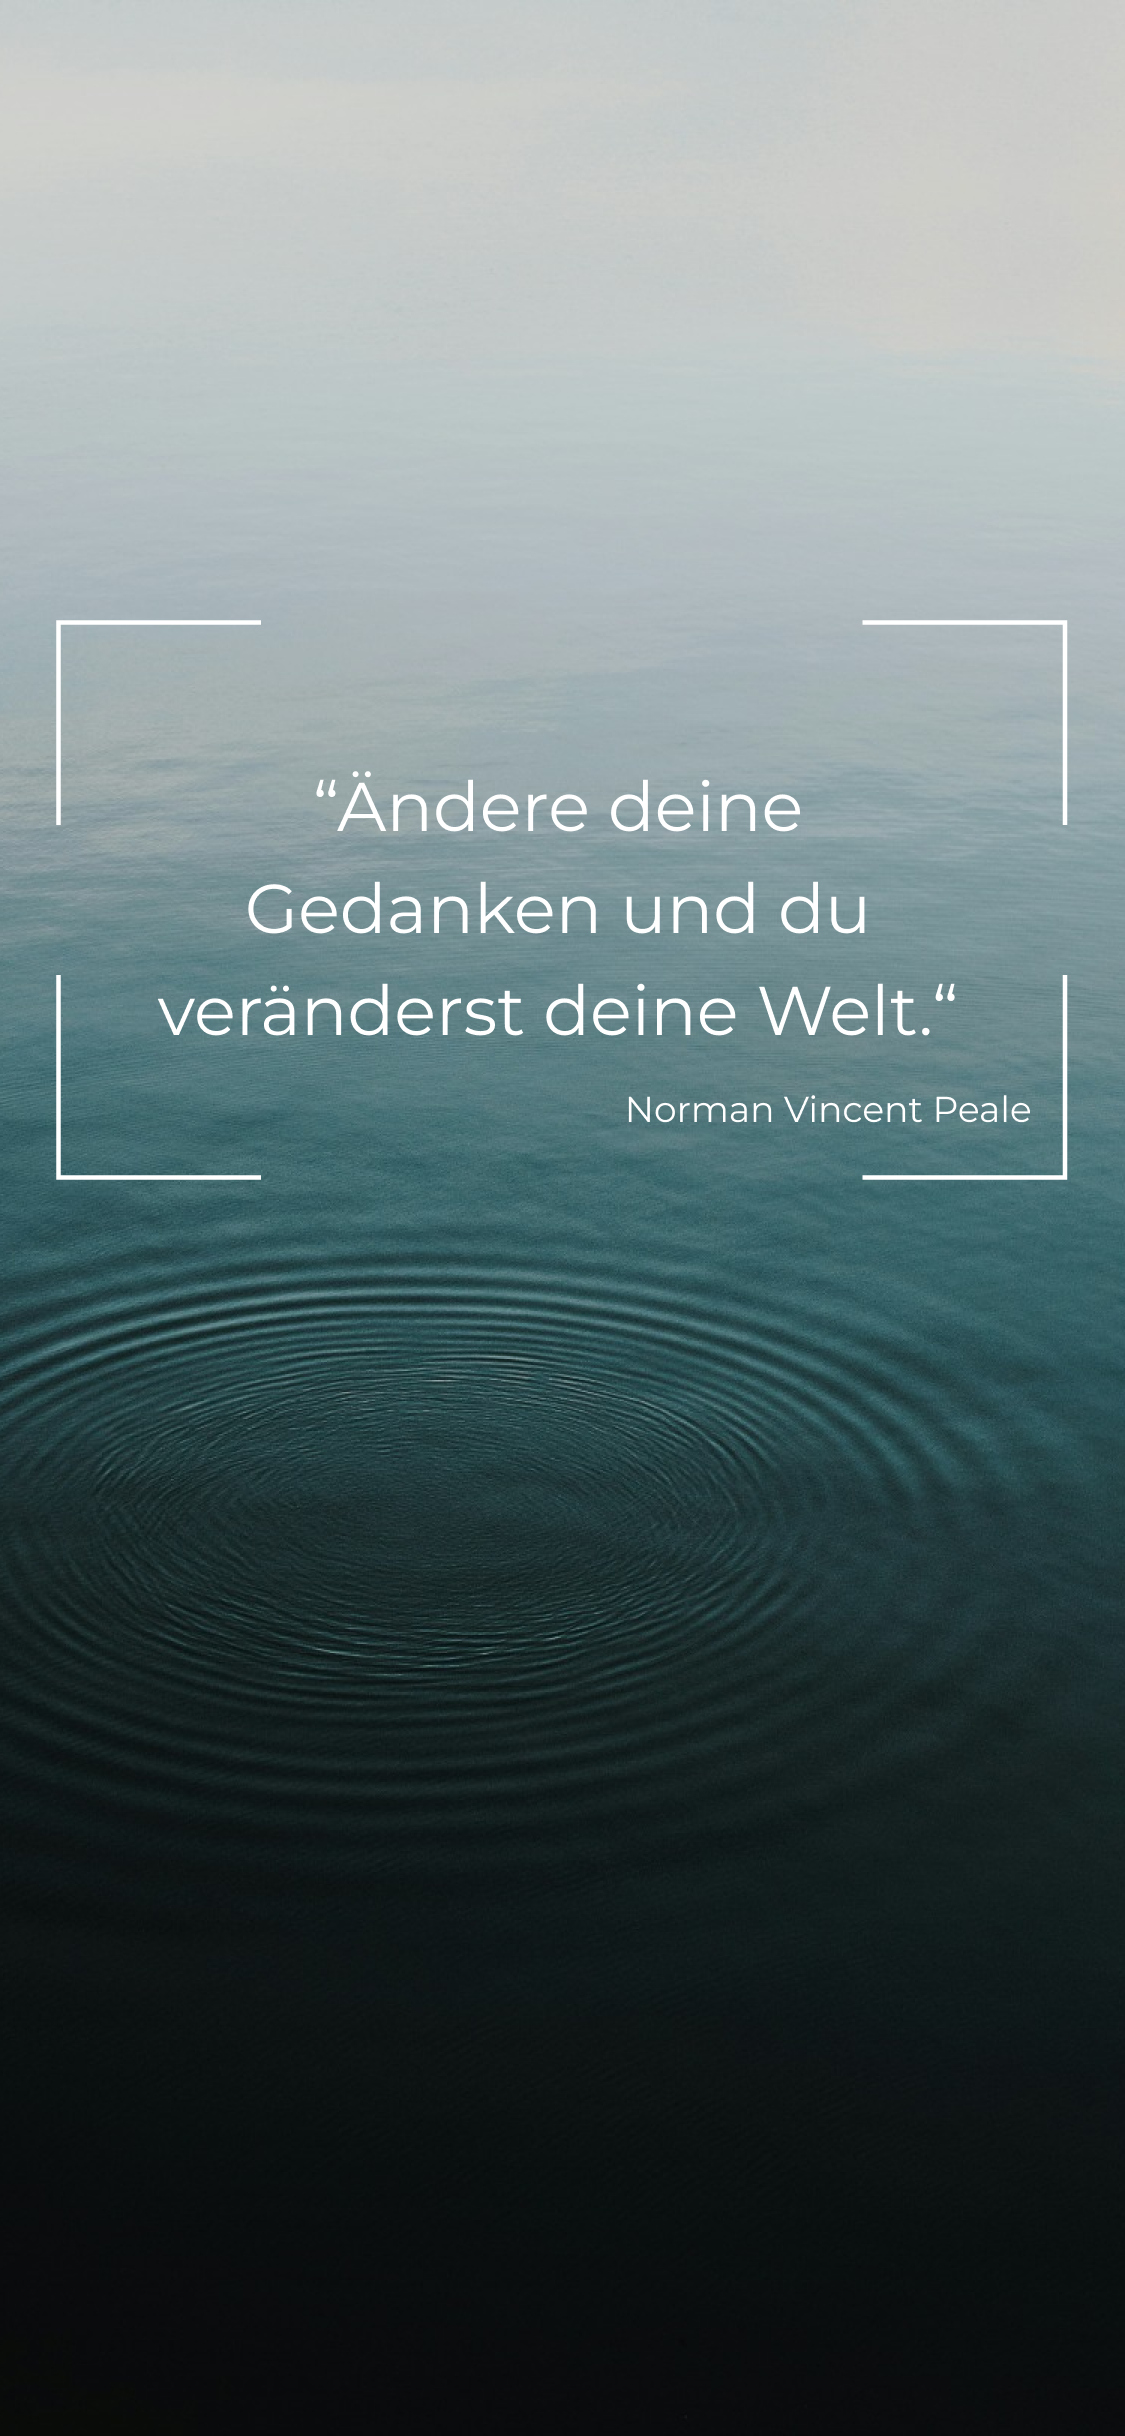 “Ändere deine
Gedanken und du
veränderst deine Welt.“
Norman Vincent Peale